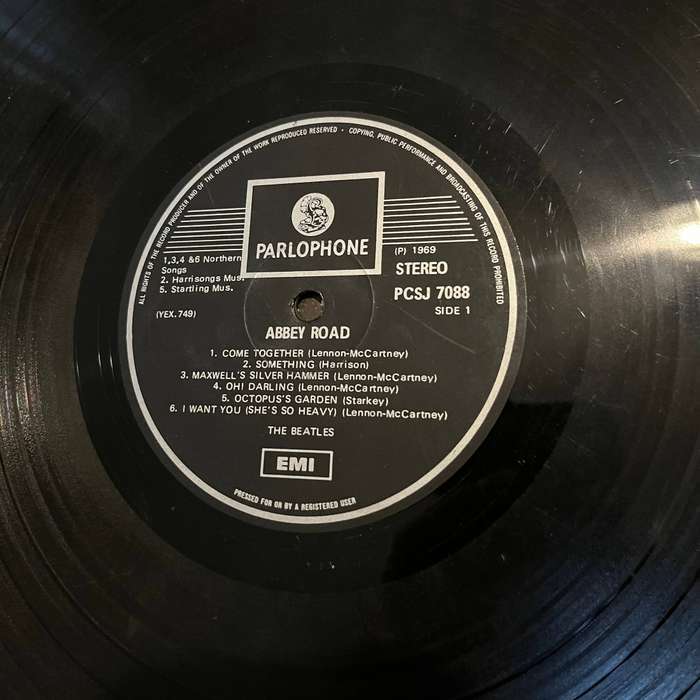 ALL RIGHTS OF THE RECORD PRODUCER AND OF THE OWNER OF THE WORK REPRODUCED RESERVED · COPYING, PUBLIC PERFORMANCE AND BROADCASTING OF THIS RECORD PROHIBITED
PARLOPHONE
1,3,4 &6 Northern
Songs
2. Harrisongs Mus.
5. Startling Mus.
(P) 1969
STEREO
PCSJ 7088
SIDE 1
(YEX.749)
ABBEY ROAD
1. COME TOGETHER (Lennon-McCartney)
2. SOMETHING (Harrison)
3. MAXWELL'S SILVER HAMMER (Lennon-McCartney)
4. OH! DARLING (Lennon-McCartney)
5. OCTOPUS'S GARDEN (Starkey)
6. I WANT YOU (SHE'S SO HEAVY) (Lennon-McCartney)
THE BEATLES
EMI
PRESSED FOR OR BY A REGISTERED USER